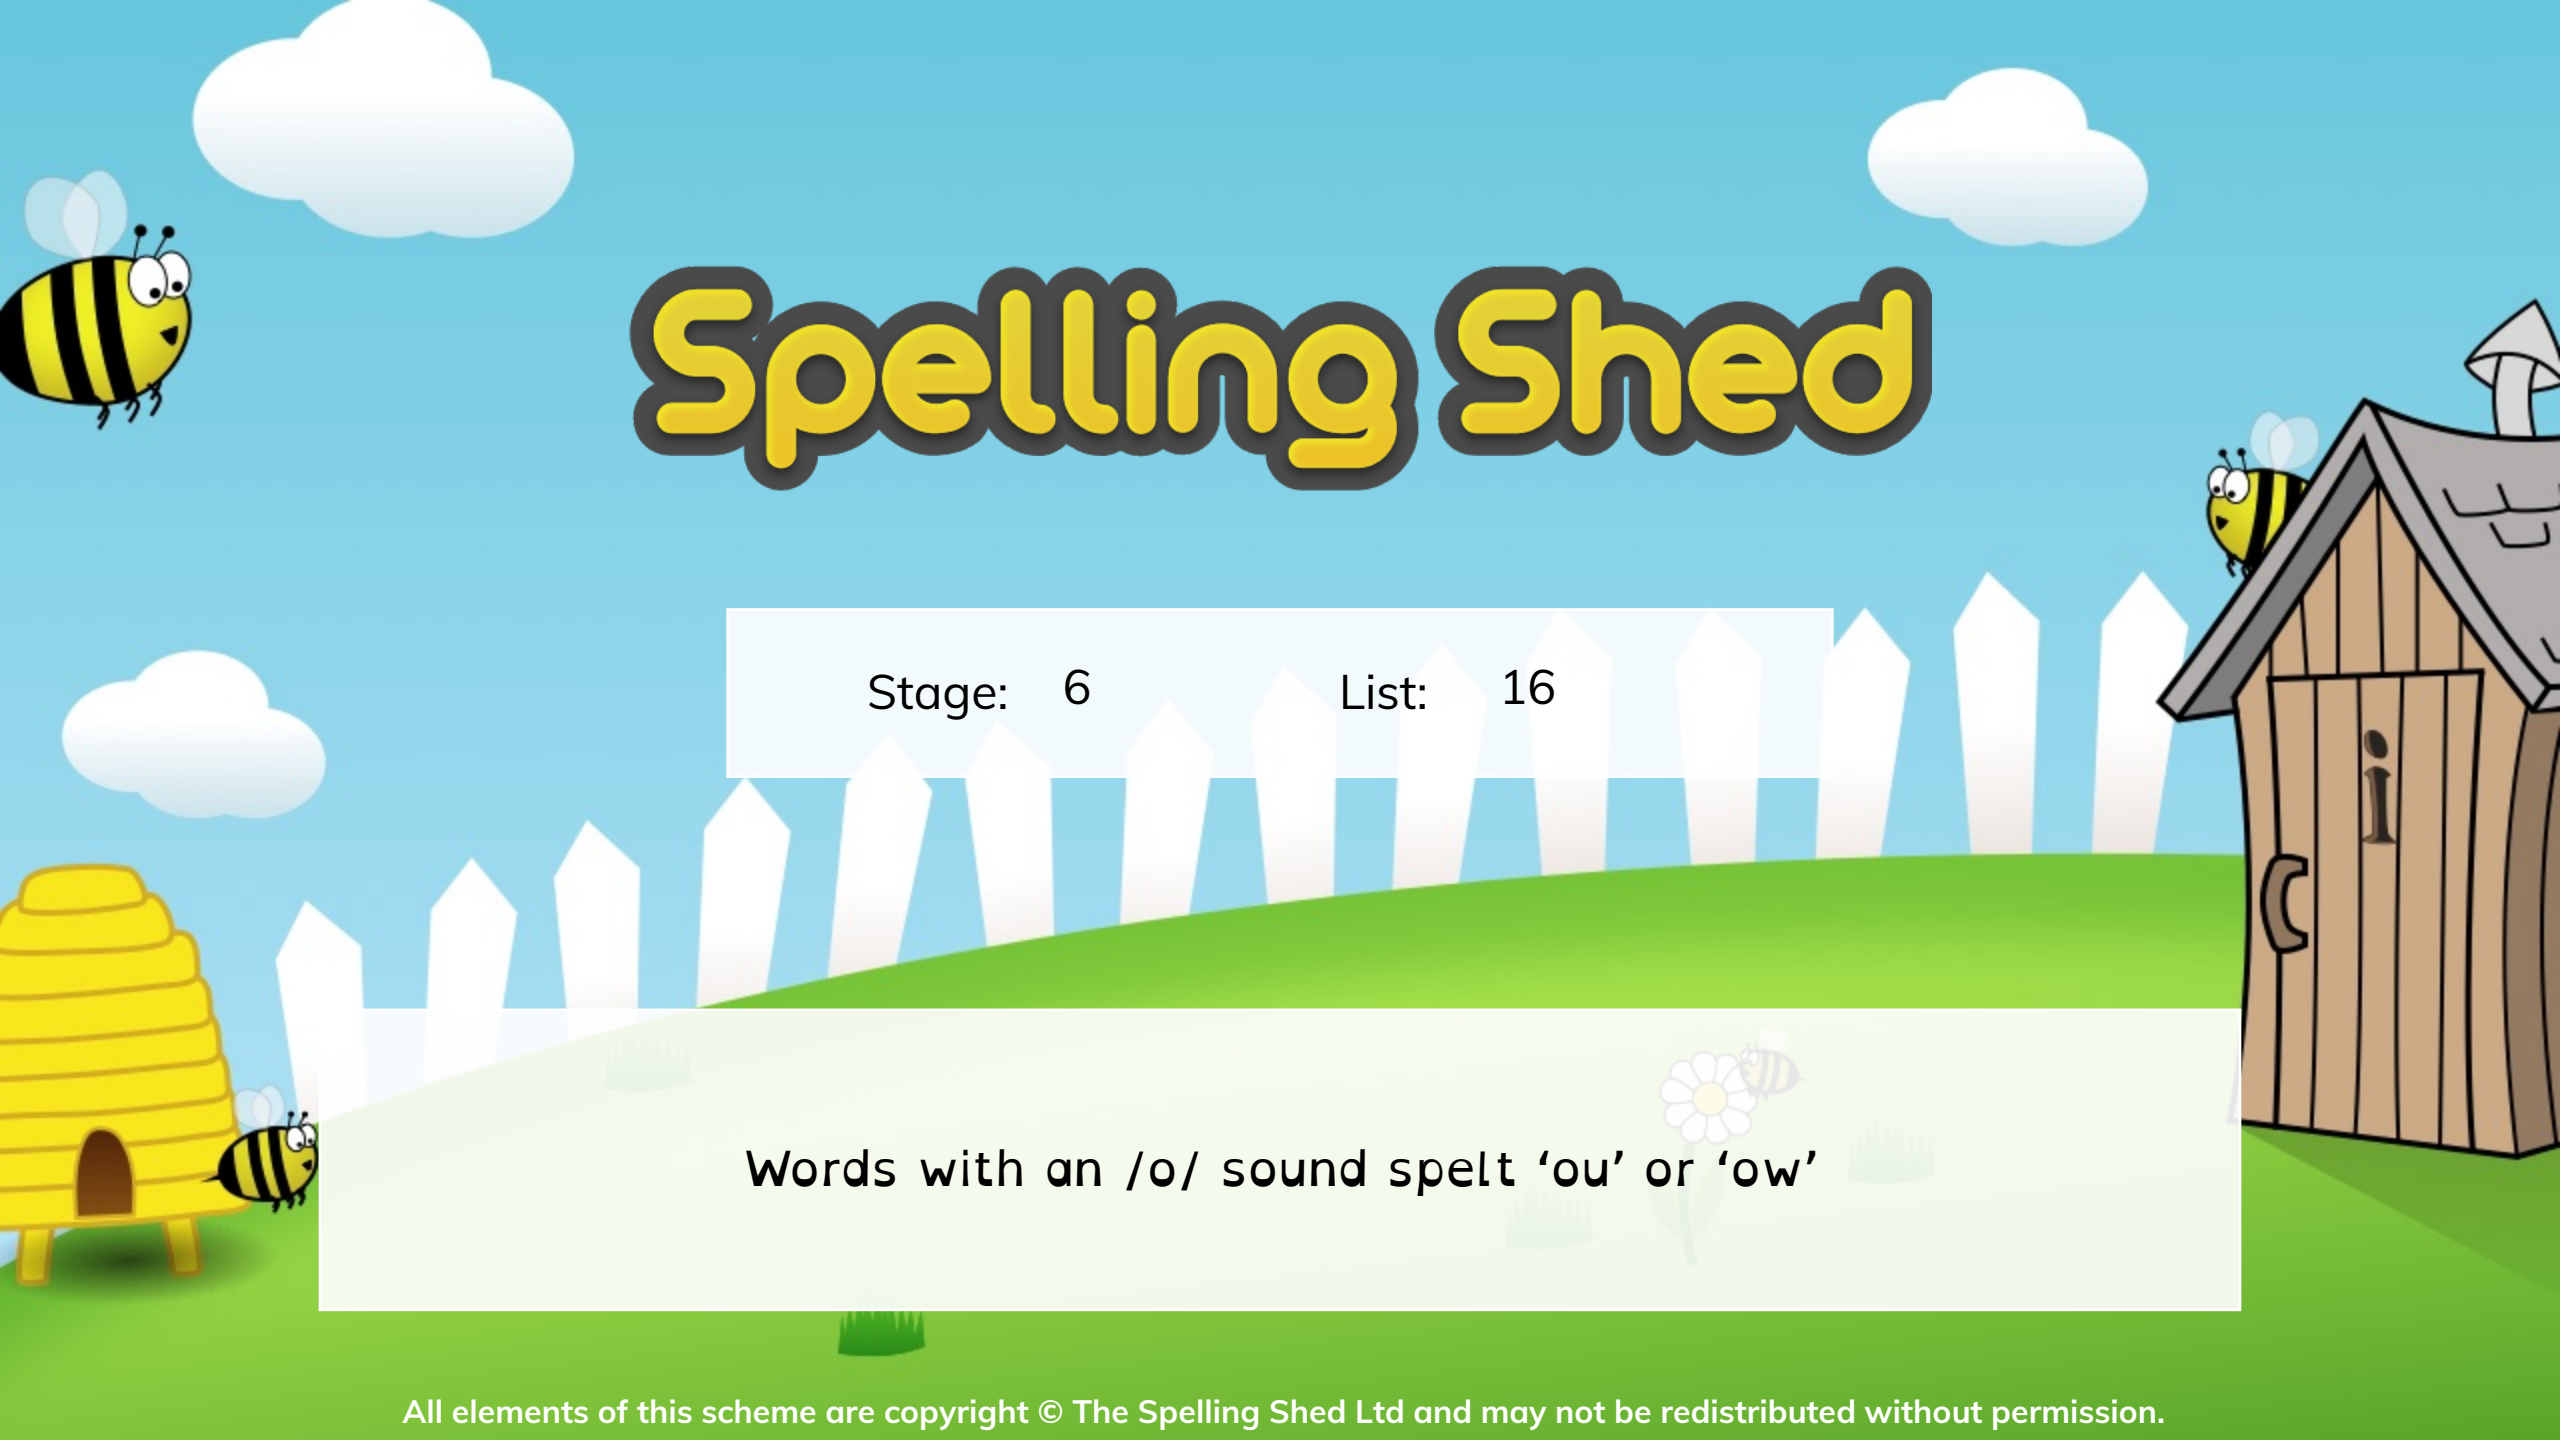 Spelling Shed
Stage: 6 List: 16
Words with an /o/ sound spelt ‘ou’ or ‘ow’
All elements of this scheme are copyright © The Spelling Shed Ltd and may not be redistributed without permission.